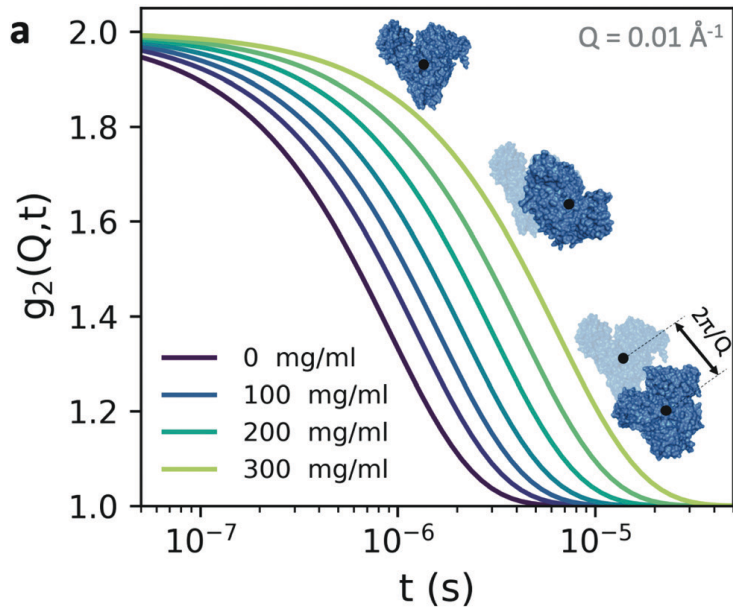 a
Q = 0.01 Å⁻¹
g₂(Q,t)
2.0
1.8
1.6
1.4
1.2
1.0
0 mg/ml
100 mg/ml
200 mg/ml
300 mg/ml
2π/Q
10⁻⁷
10⁻⁶
10⁻⁵
t (s)